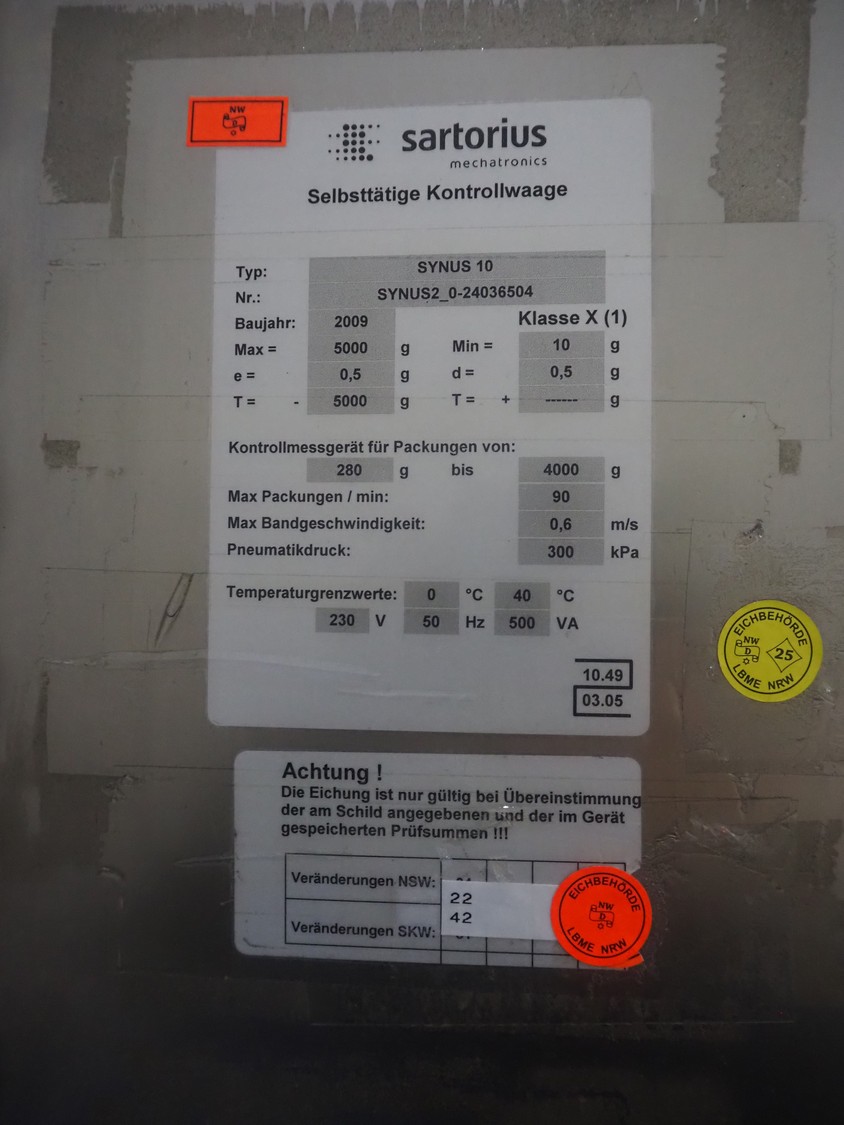 NW
D
sartorius
mechatronics
Selbsttätige Kontrollwaage
Typ: SYNUS 10
Nr.: SYNUS2_0-24036504
Baujahr: 2009 Klasse X (1)
Max = 5000 g Min = 10 g
e = 0,5 g d = 0,5 g
T = - 5000 g T = + ------ g
Kontrollmessgerät für Packungen von:
280 g bis 4000 g
Max Packungen / min: 90
Max Bandgeschwindigkeit: 0,6 m/s
Pneumatikdruck: 300 kPa
Temperaturgrenzwerte: 0 °C 40 °C
230 V 50 Hz 500 VA
10.49
03.05
EICHBEHÖRDE
NW
D
25
LBME NRW
Achtung !
Die Eichung ist nur gültig bei Übereinstimmung
der am Schild angegebenen und der im Gerät
gespeicherten Prüfsummen !!!
Veränderungen NSW: 22
Veränderungen SKW: 42
EICHBEHÖRDE
NW
D
LBME NRW